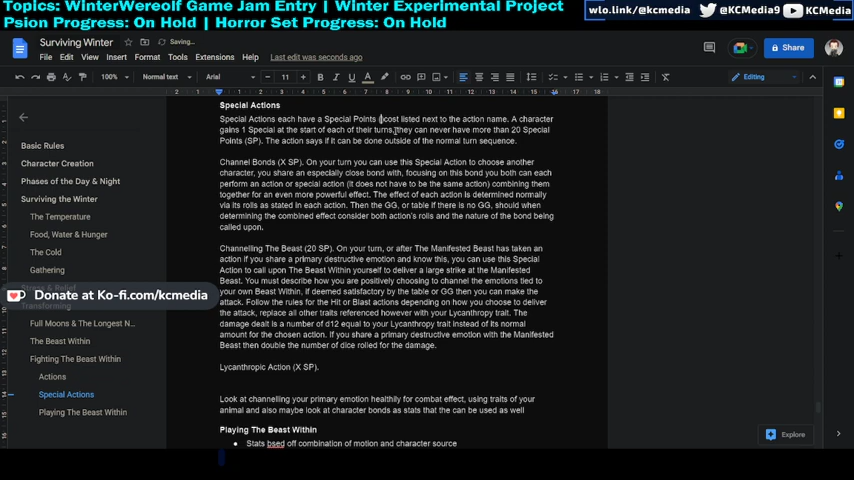 Topics: WinterWereolf Game Jam Entry | Winter Experimental Project
Psion Progress: On Hold | Horror Set Progress: On Hold
wlo.link/@kcmedia KCMedia9 KCMedia
Surviving Winter Saving...
File Edit View Insert Format Tools Extensions Help Last edit was seconds ago
Share
100% Normal text Arial 11 Editing
Special Actions
Special Actions each have a Special Points (cost listed next to the action name. A character
gains 1 Special at the start of each of their turns, they can never have more than 20 Special
Points (SP). The action says if it can be done outside of the normal turn sequence.
Channel Bonds (X SP). On your turn you can use this Special Action to choose another
character, you share an especially close bond with, focusing on this bond you both can each
perform an action or special action (it does not have to be the same action) combining them
together for an even more powerful effect. The effect of each action is determined normally
via its rolls as stated in each action. Then the GG, or table if there is no GG, should when
determining the combined effect consider both action's rolls and the nature of the bond being
called upon.
Channelling The Beast (20 SP). On your turn, or after The Manifested Beast has taken an
action if you share a primary destructive emotion and know this, you can use this Special
Action to call upon The Beast Within yourself to deliver a large strike at the Manifested
Beast. You must describe how you are positively choosing to channel the emotions tied to
your own Beast Within, if deemed satisfactory by the table or GG then you can make the
attack. Follow the rules for the Hit or Blast actions depending on how you choose to deliver
the attack, replace all other traits referenced however with your Lycanthropy trait. The
damage dealt is a number of d12 equal to your Lycanthropy trait instead of its normal
amount for the chosen action. If you share a primary destructive emotion with the Manifested
Beast then double the number of dice rolled for the damage.
Lycanthropic Action (X SP).
Look at channelling your primary emotion healthily for combat effect, using traits of your
animal and also maybe look at character bonds as stats that the can be used as well
Playing The Beast Within
● Stats bsed off combination of motion and character source
Basic Rules
Character Creation
Phases of the Day & Night
Surviving the Winter
The Temperature
Food, Water & Hunger
The Cold
Gathering
Donate at Ko-fi.com/kcmedia
Full Moons & The Longest N...
The Beast Within
Fighting The Beast Within
Actions
Special Actions
Playing The Beast Within
Explore